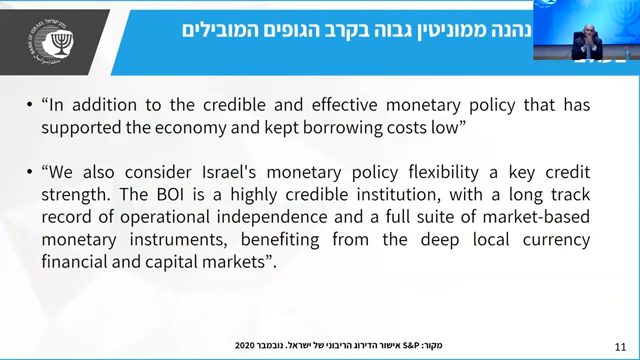 נהנה ממוניטין גבוה בקרב הגופים המובילים
בעולם
• “In addition to the credible and effective monetary policy that has
supported the economy and kept borrowing costs low”
• “We also consider Israel's monetary policy flexibility a key credit
strength. The BOI is a highly credible institution, with a long track
record of operational independence and a full suite of market-based
monetary instruments, benefiting from the deep local currency
financial and capital markets”.
מקור: S&P אישור הדירוג הריבוני של ישראל. נובמבר 2020
11